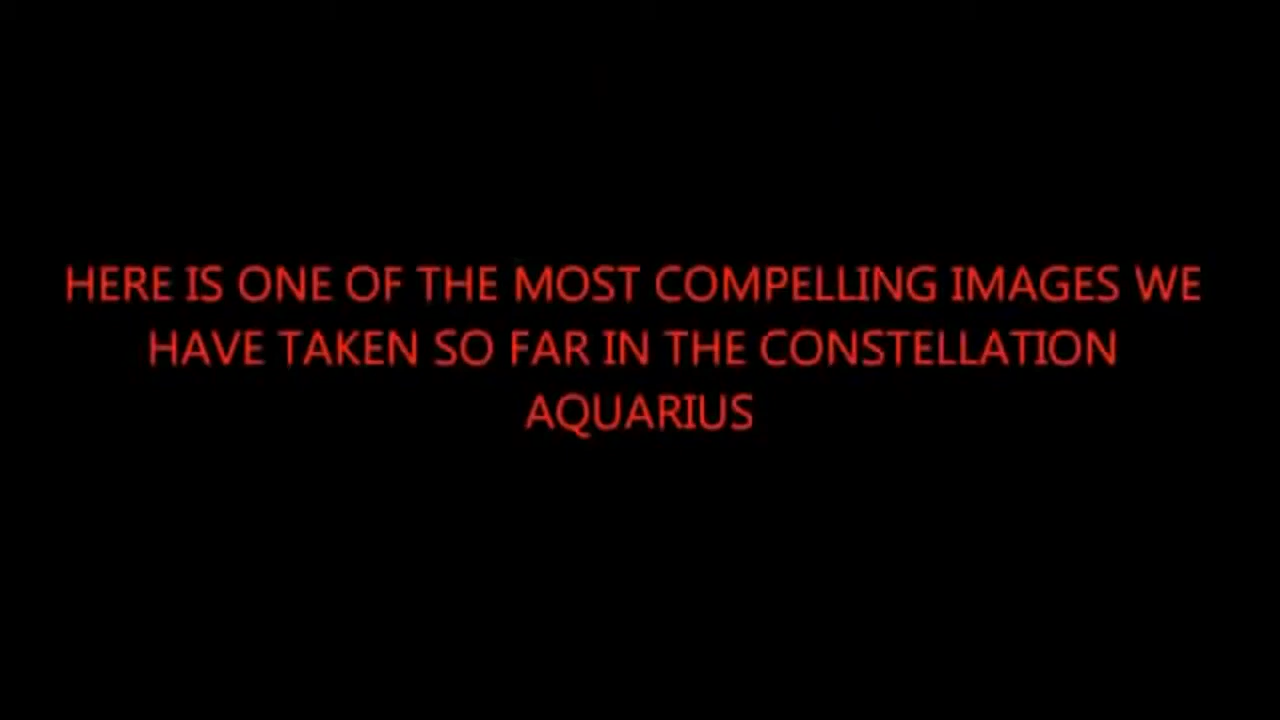 HERE IS ONE OF THE MOST COMPELLING IMAGES WE
HAVE TAKEN SO FAR IN THE CONSTELLATION
AQUARIUS